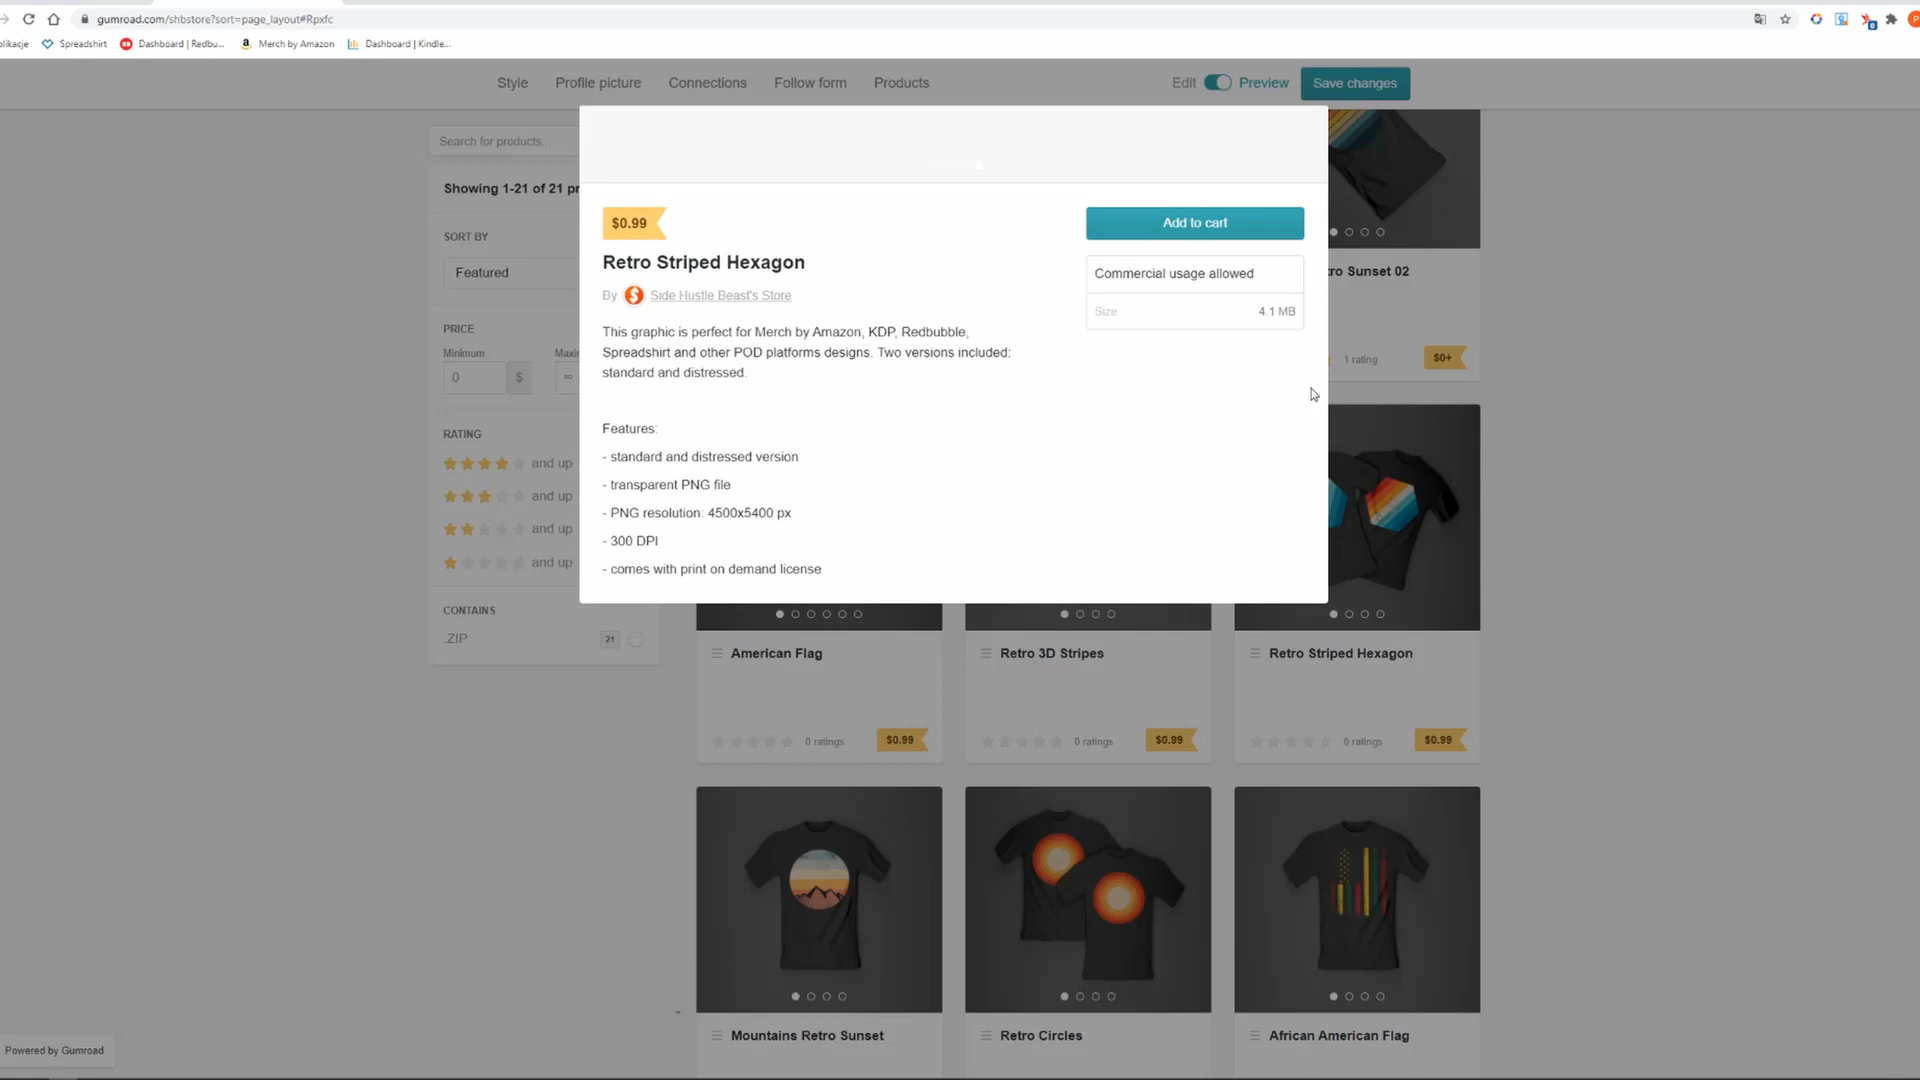 gumroad.com/shbstore?sort=page_layout#Rpxfc
plikacje
Spreadshirt
Dashboard | Redbu...
Merch by Amazon
Dashboard | Kindle...
Style
Profile picture
Connections
Follow form
Products
Edit
Preview
Save changes
Search for products...
Showing 1-21 of 21 pr
SORT BY
Featured
PRICE
Minimum
Maxi
0
$
∞
RATING
and up
and up
and up
and up
CONTAINS
.ZIP
21
$0.99
Retro Striped Hexagon
By
Side Hustle Beast's Store
This graphic is perfect for Merch by Amazon, KDP, Redbubble,
Spreadshirt and other POD platforms designs. Two versions included:
standard and distressed.
Features:
- standard and distressed version
- transparent PNG file
- PNG resolution: 4500x5400 px
- 300 DPI
- comes with print on demand license
Add to cart
Commercial usage allowed
Size
4.1 MB
ro Sunset 02
1 rating
$0+
American Flag
0 ratings
$0.99
Retro 3D Stripes
0 ratings
$0.99
Retro Striped Hexagon
0 ratings
$0.99
Mountains Retro Sunset
Retro Circles
African American Flag
Powered by Gumroad